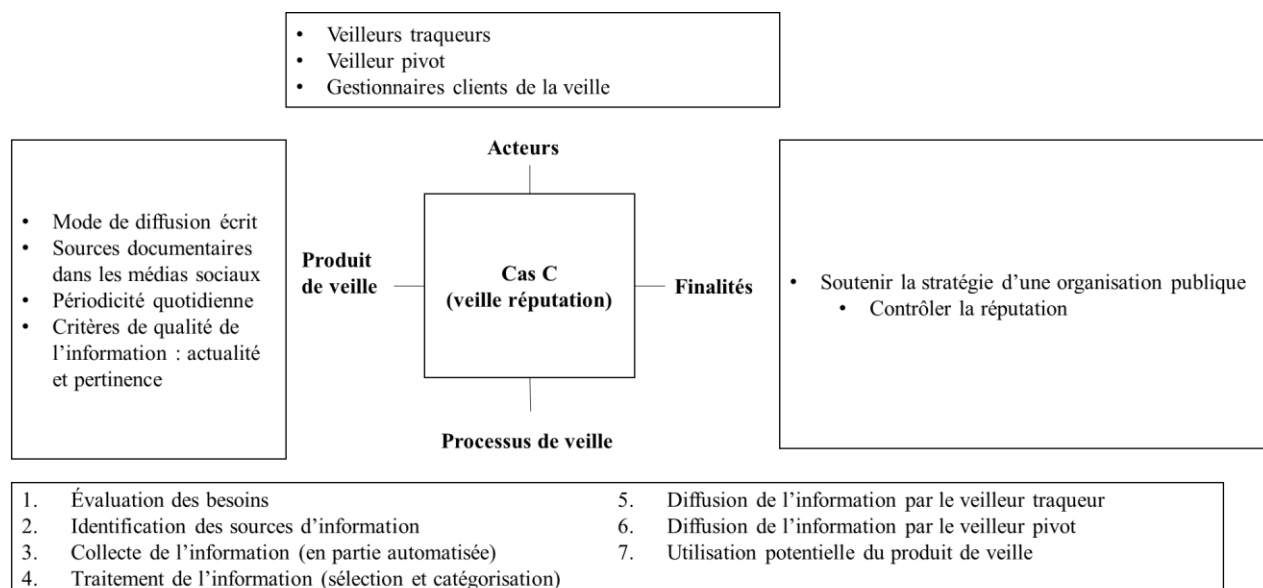 • Veilleurs traqueurs
• Veilleur pivot
• Gestionnaires clients de la veille
Acteurs
• Mode de diffusion écrit
• Sources documentaires
dans les médias sociaux
• Périodicité quotidienne
• Critères de qualité de
l’information : actualité
et pertinence
Produit
de veille
Cas C
(veille réputation)
Finalités
• Soutenir la stratégie d’une organisation publique
• Contrôler la réputation
Processus de veille
1. Évaluation des besoins
2. Identification des sources d’information
3. Collecte de l’information (en partie automatisée)
4. Traitement de l’information (sélection et catégorisation)
5. Diffusion de l’information par le veilleur traqueur
6. Diffusion de l’information par le veilleur pivot
7. Utilisation potentielle du produit de veille